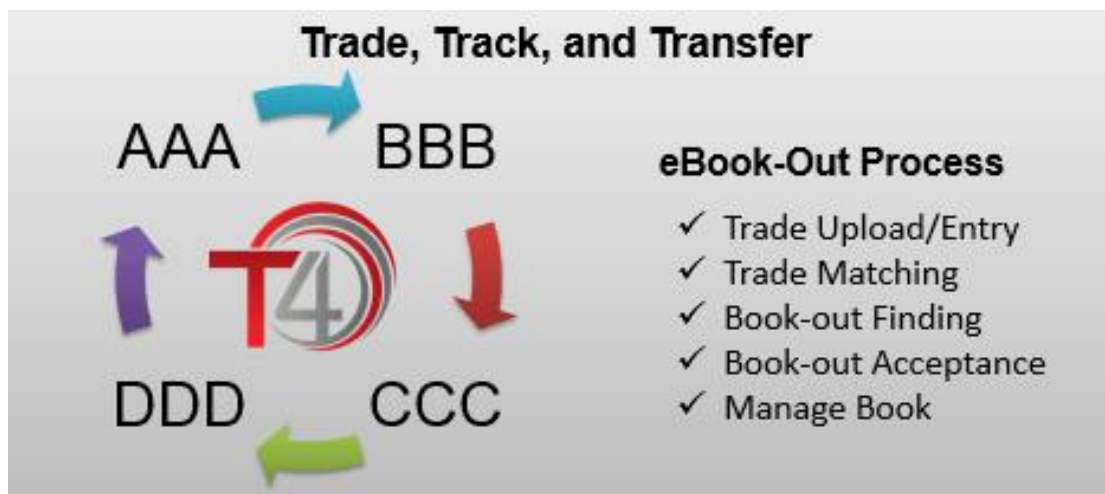 Trade, Track, and Transfer
AAA BBB
T4
DDD CCC
eBook-Out Process
✓ Trade Upload/Entry
✓ Trade Matching
✓ Book-out Finding
✓ Book-out Acceptance
✓ Manage Book